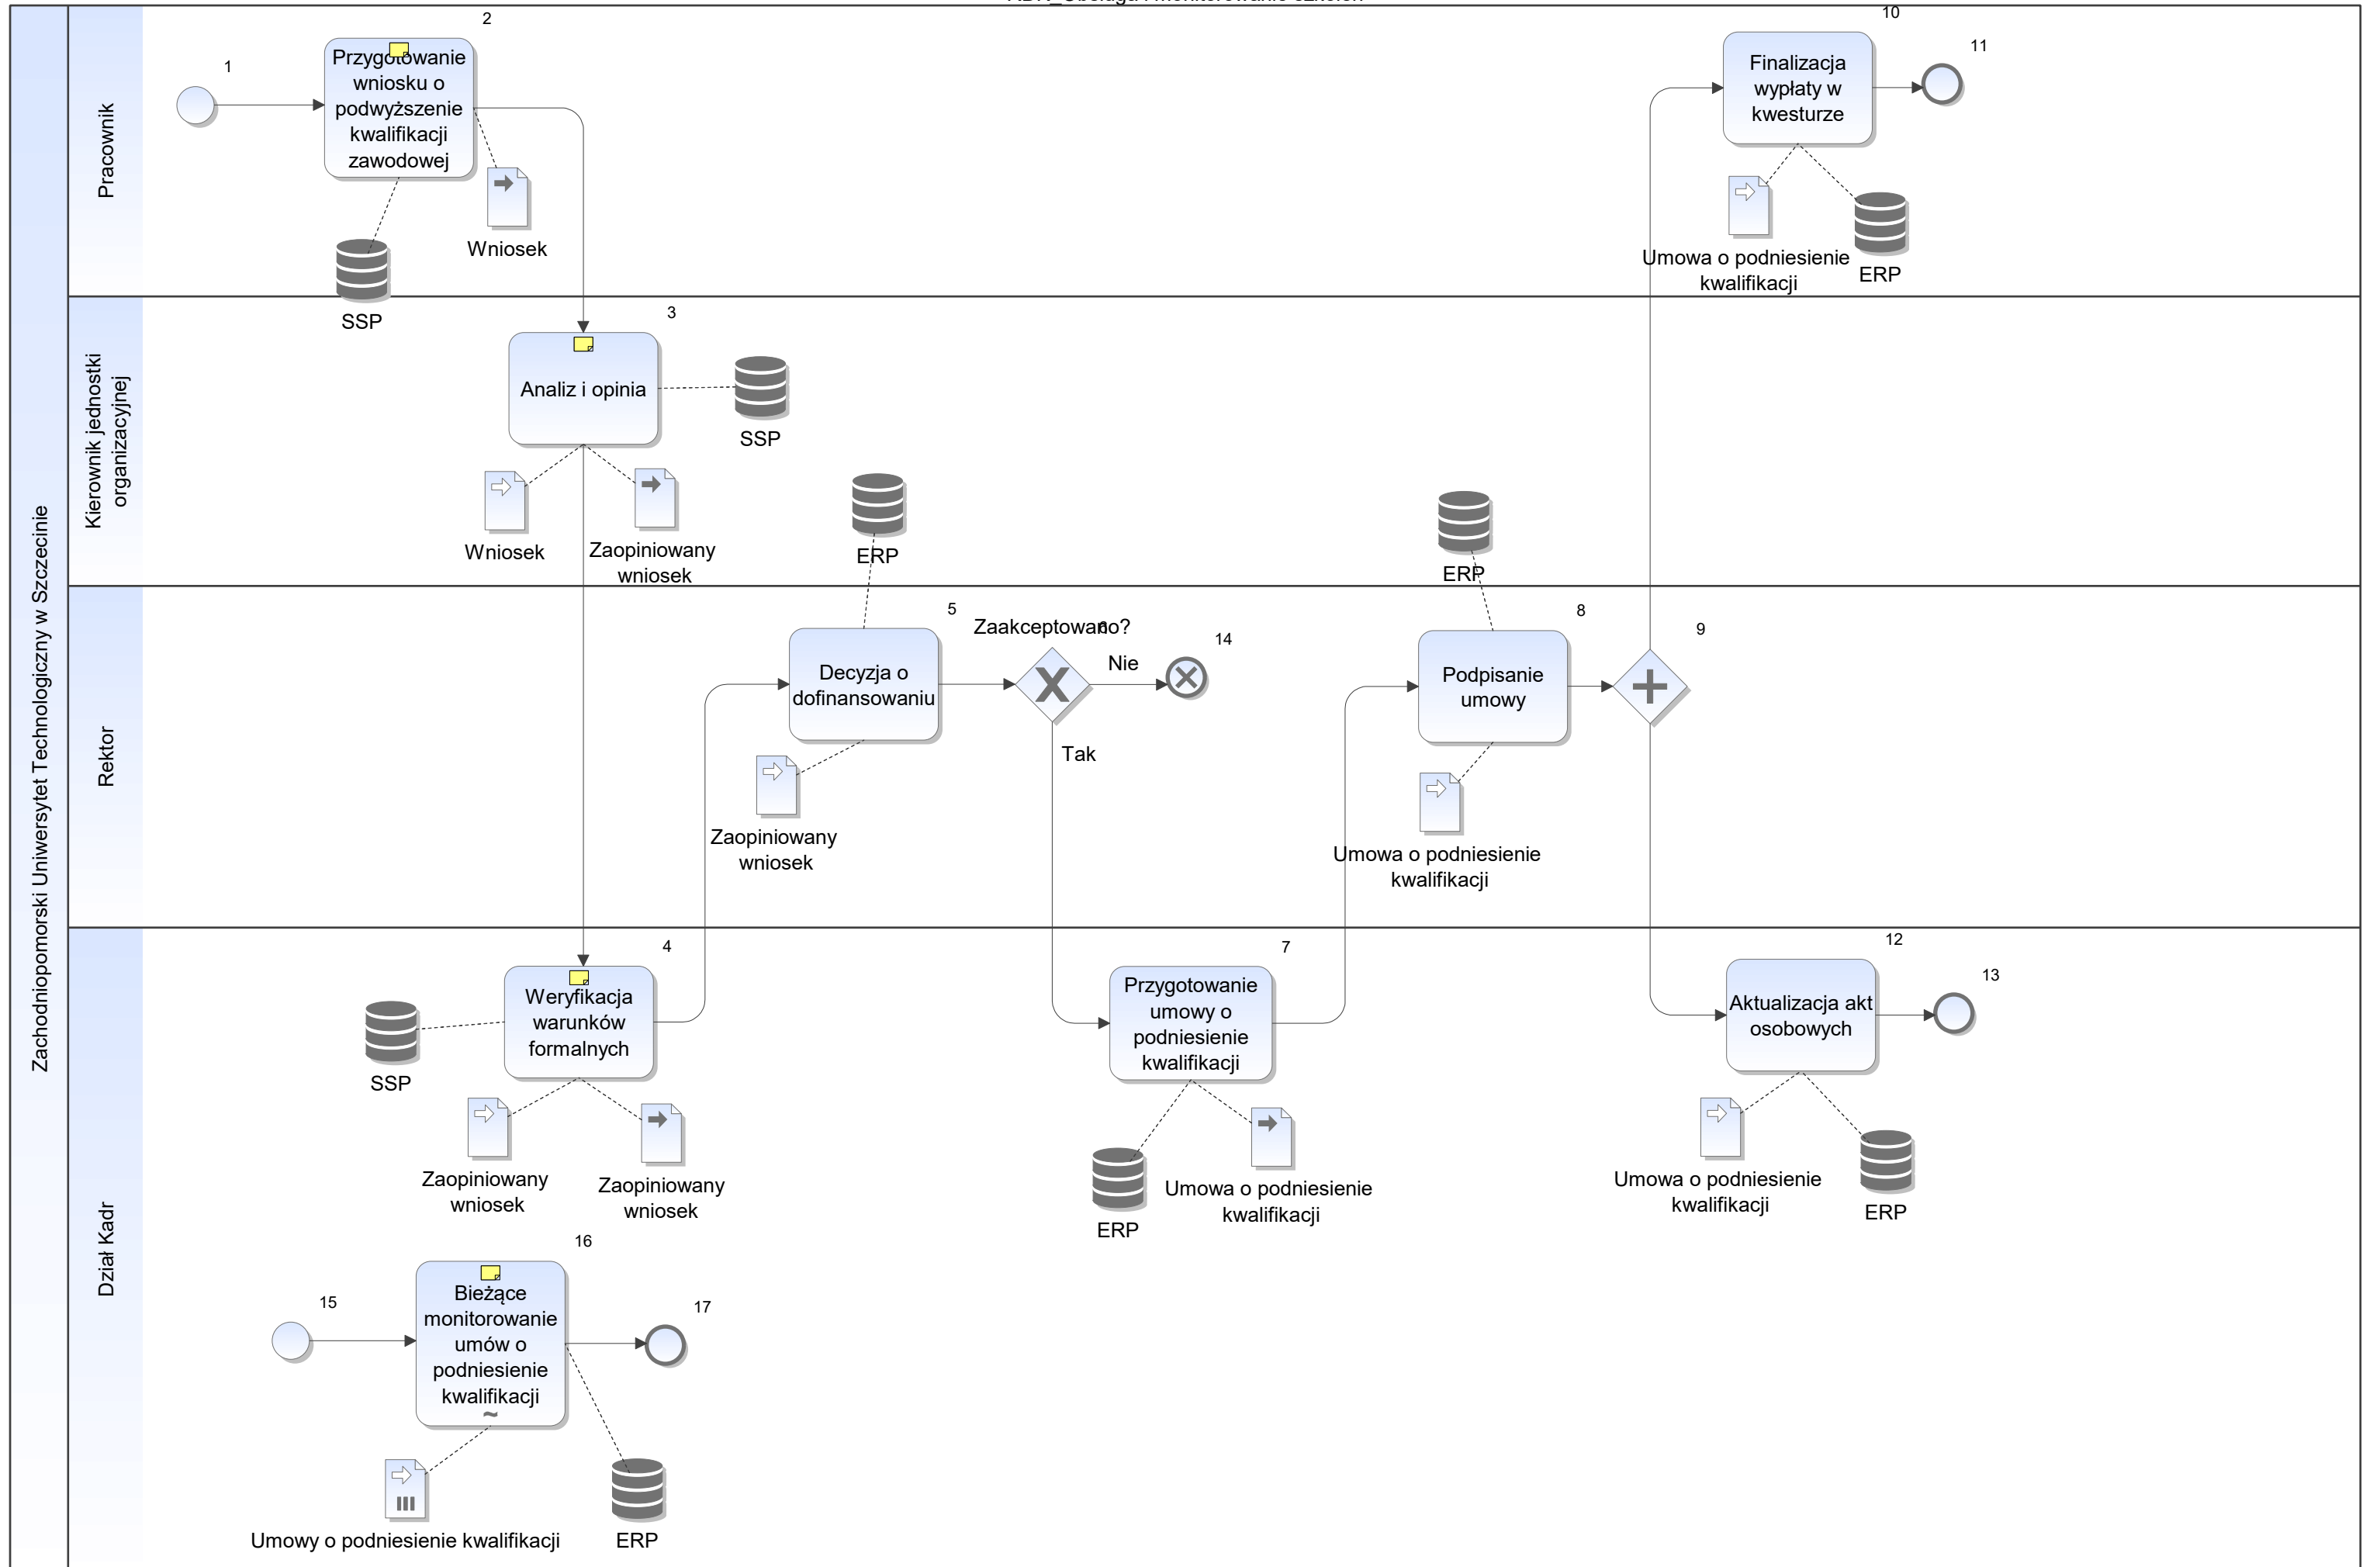 2
10
1
11
Przygotowanie
wniosku o
podwyższenie
kwalifikacji
zawodowej
Finalizacja
wypłaty w
kwesturze
Pracownik
Wniosek
SSP
Umowa o podniesienie
kwalifikacji
ERP
3
Kierownik jednostki
organizacyjnej
Analiz i opinia
SSP
Wniosek
Zaopiniowany
wniosek
ERP
ERP
Zachodniopomorski Uniwersytet Technologiczny w Szczecinie
Rektor
5
Decyzja o
dofinansowaniu
Zaakceptowano?
6
Nie
14
Tak
Zaopiniowany
wniosek
8
Podpisanie
umowy
9
Umowa o podniesienie
kwalifikacji
Dział Kadr
4
Weryfikacja
warunków
formalnych
SSP
Zaopiniowany
wniosek
Zaopiniowany
wniosek
7
Przygotowanie
umowy o
podniesienie
kwalifikacji
ERP
Umowa o podniesienie
kwalifikacji
12
Aktualizacja akt
osobowych
13
Umowa o podniesienie
kwalifikacji
ERP
16
15
Bieżące
monitorowanie
umów o
podniesienie
kwalifikacji
17
Umowy o podniesienie kwalifikacji
ERP